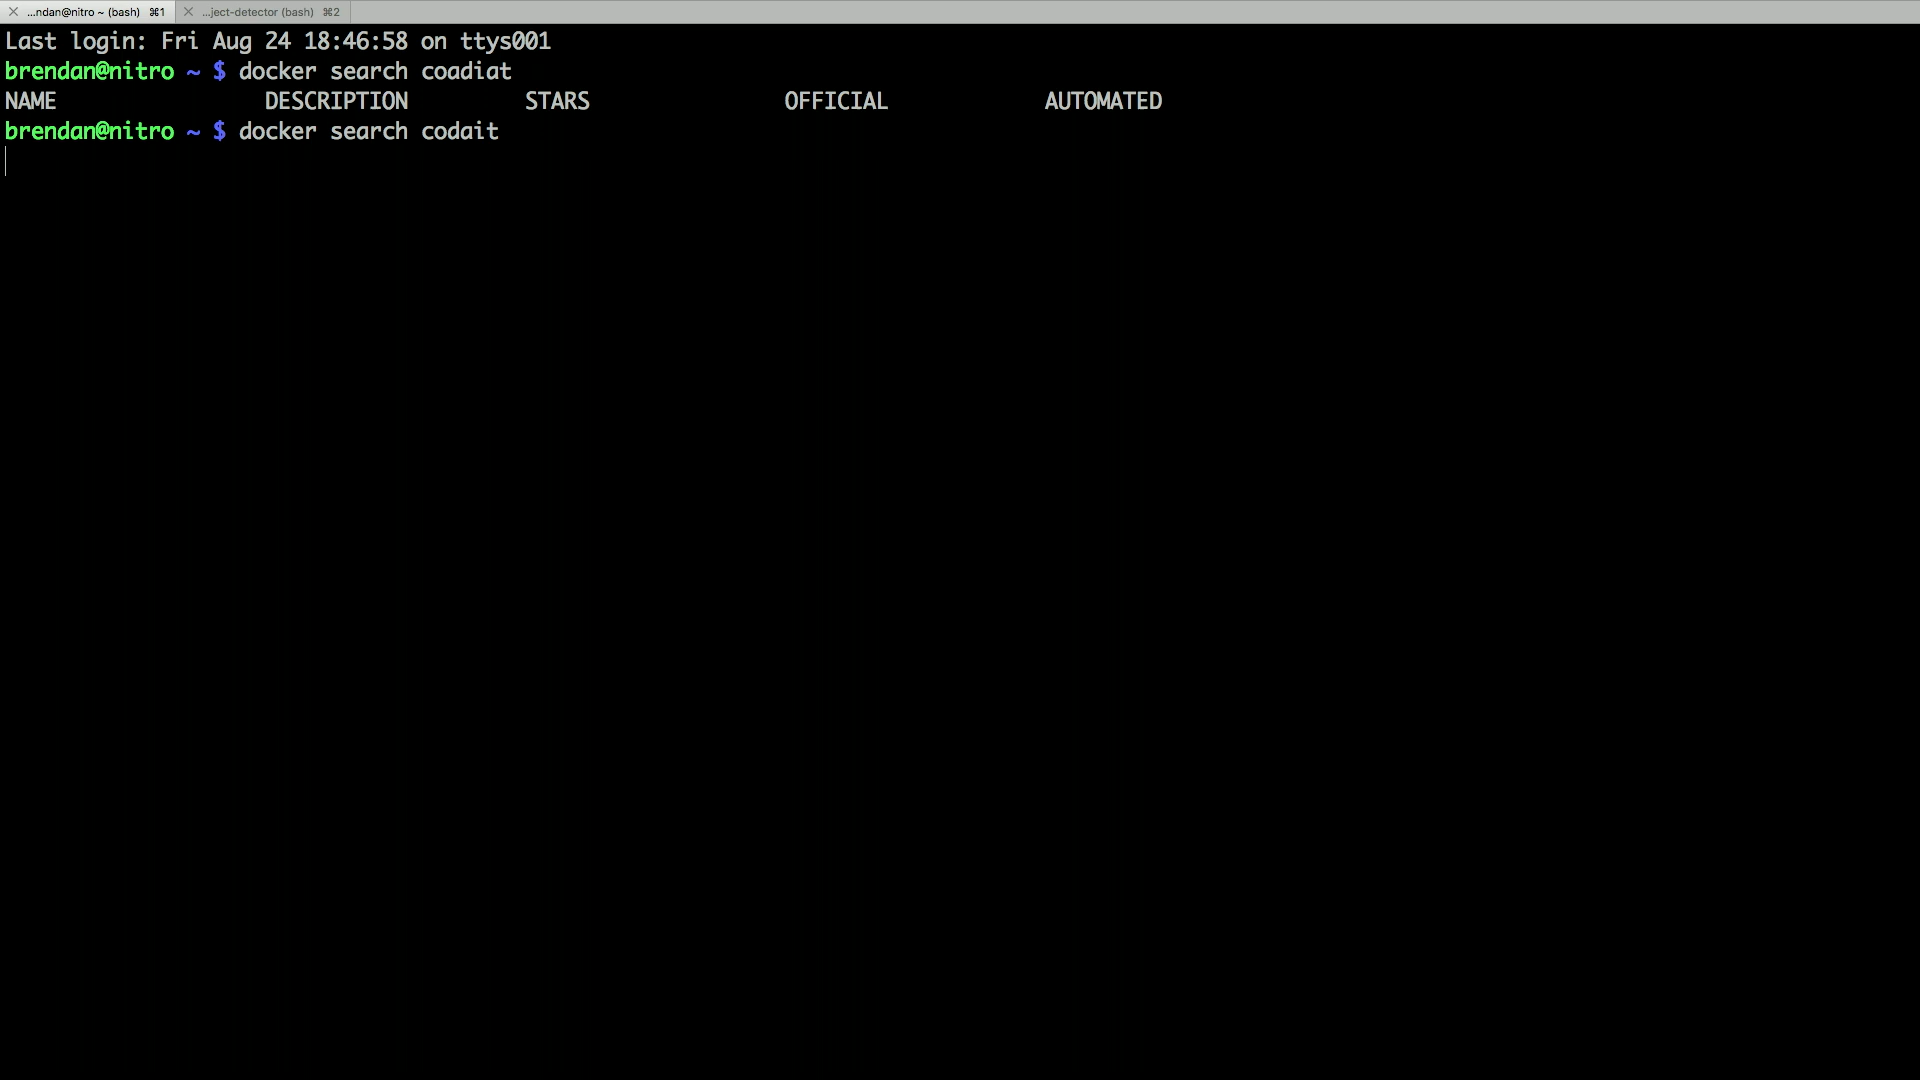 ...ndan@nitro ~ (bash) ⌘1 ...ject-detector (bash) ⌘2
Last login: Fri Aug 24 18:46:58 on ttys001
brendan@nitro ~ $ docker search coadiat
NAME DESCRIPTION STARS OFFICIAL AUTOMATED
brendan@nitro ~ $ docker search codait